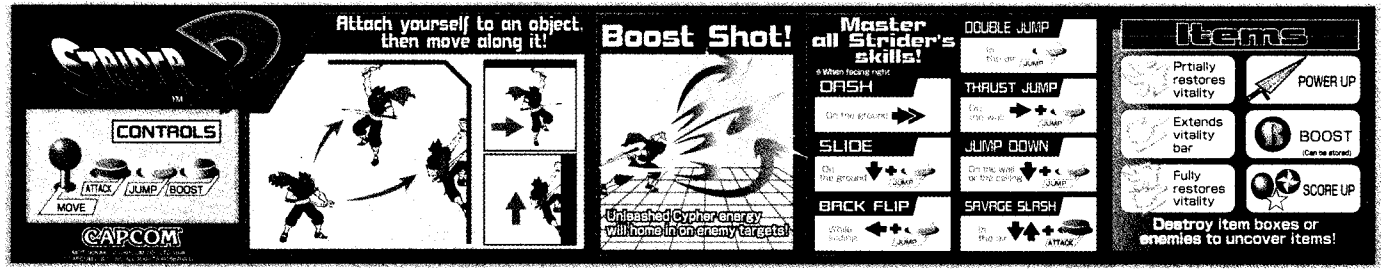 STRIDER 2
TM
CONTROLS
MOVE
ATTACK
JUMP
BOOST
CAPCOM
Attach yourself to an object,
then move along it!
Boost Shot!
Unleashed Cypher energy
will home in on enemy targets!
Master
all Strider's
skills!
When facing right
DASH
On the ground
SLIDE
On
the ground
+
JUMP
BACK FLIP
While
sliding
+
JUMP
DOUBLE JUMP
In
the air
JUMP
THRUST JUMP
On
the wall
+
JUMP
JUMP DOWN
On the wall
or the ceiling
+
JUMP
SAVAGE SLASH
In
the air
+
ATTACK
Items
Prtially
restores
vitality
Extends
vitality
bar
Fully
restores
vitality
POWER UP
B
BOOST
(Can be stored)
SCORE UP
Destroy item boxes or
enemies to uncover items!